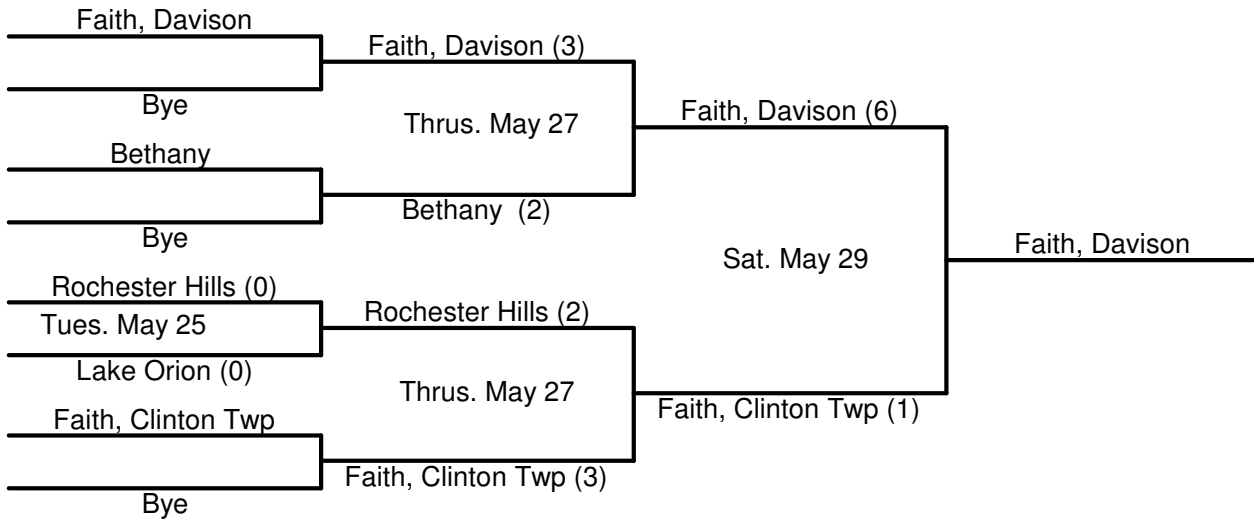 Faith, Davison
Faith, Davison (3)
Bye
Thrus. May 27
Faith, Davison (6)
Bethany
Bethany  (2)
Bye
Sat. May 29
Faith, Davison
Rochester Hills (0)
Tues. May 25
Rochester Hills (2)
Lake Orion (0)
Thrus. May 27
Faith, Clinton Twp (1)
Faith, Clinton Twp
Faith, Clinton Twp (3)
Bye